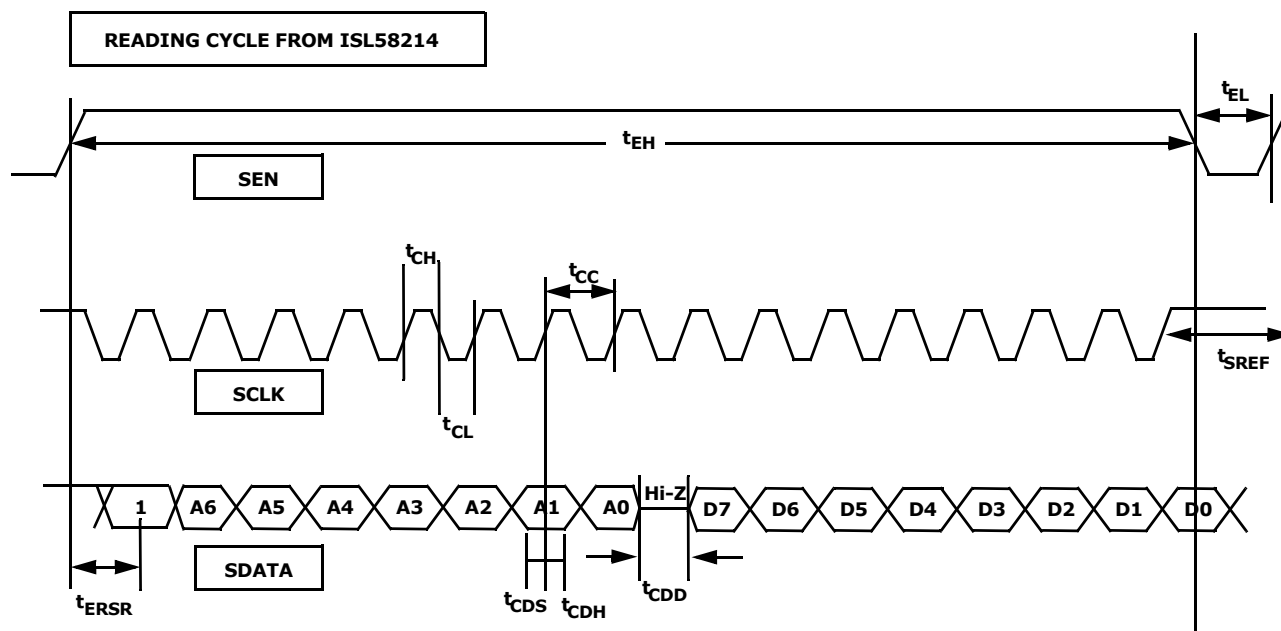 READING CYCLE FROM ISL58214
tEL
tEH
SEN
tCH
tCC
tSREF
SCLK
tCL
1 A6 A5 A4 A3 A2 A1 A0 Hi-Z D7 D6 D5 D4 D3 D2 D1 D0
SDATA
tERSR
tCDS
tCDH
tCDD